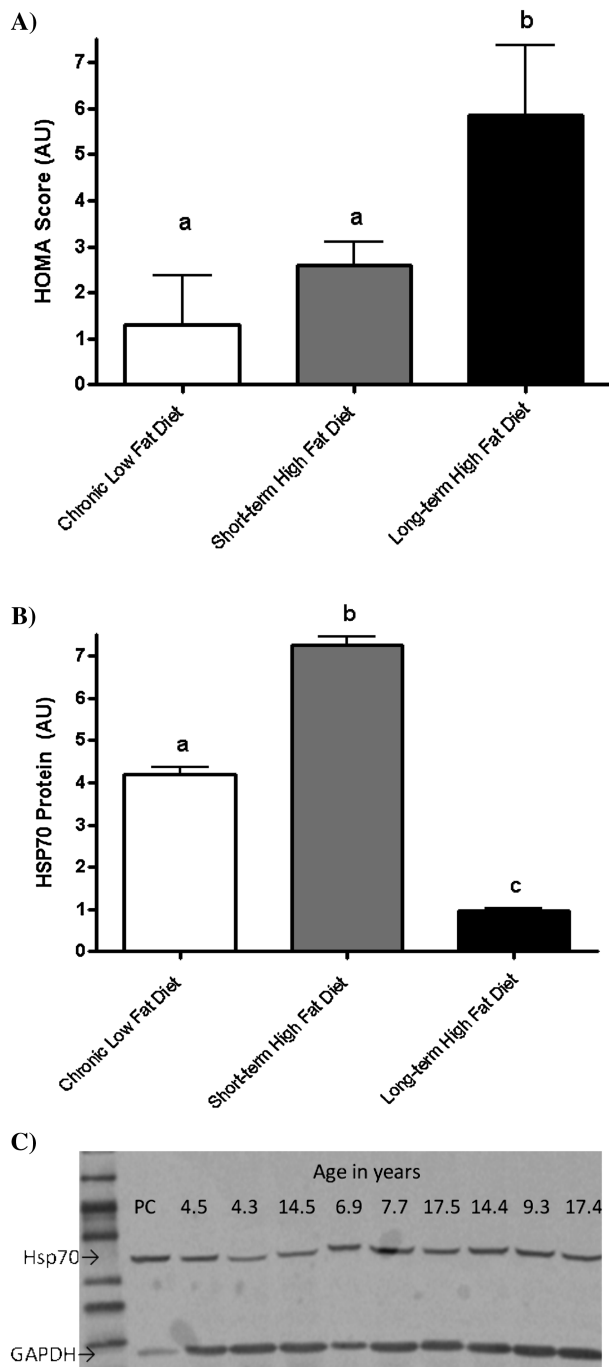 A)
HOMA Score (AU)
7
6
5
4
3
2
1
0
a
a
b
Chronic Low Fat Diet
Short-term High Fat Diet
Long-term High Fat Diet
B)
HSP70 Protein (AU)
7
6
5
4
3
2
1
0
a
b
c
Chronic Low Fat Diet
Short-term High Fat Diet
Long-term High Fat Diet
C)
Age in years
PC 4.5 4.3 14.5 6.9 7.7 17.5 14.4 9.3 17.4
Hsp70→
GAPDH→